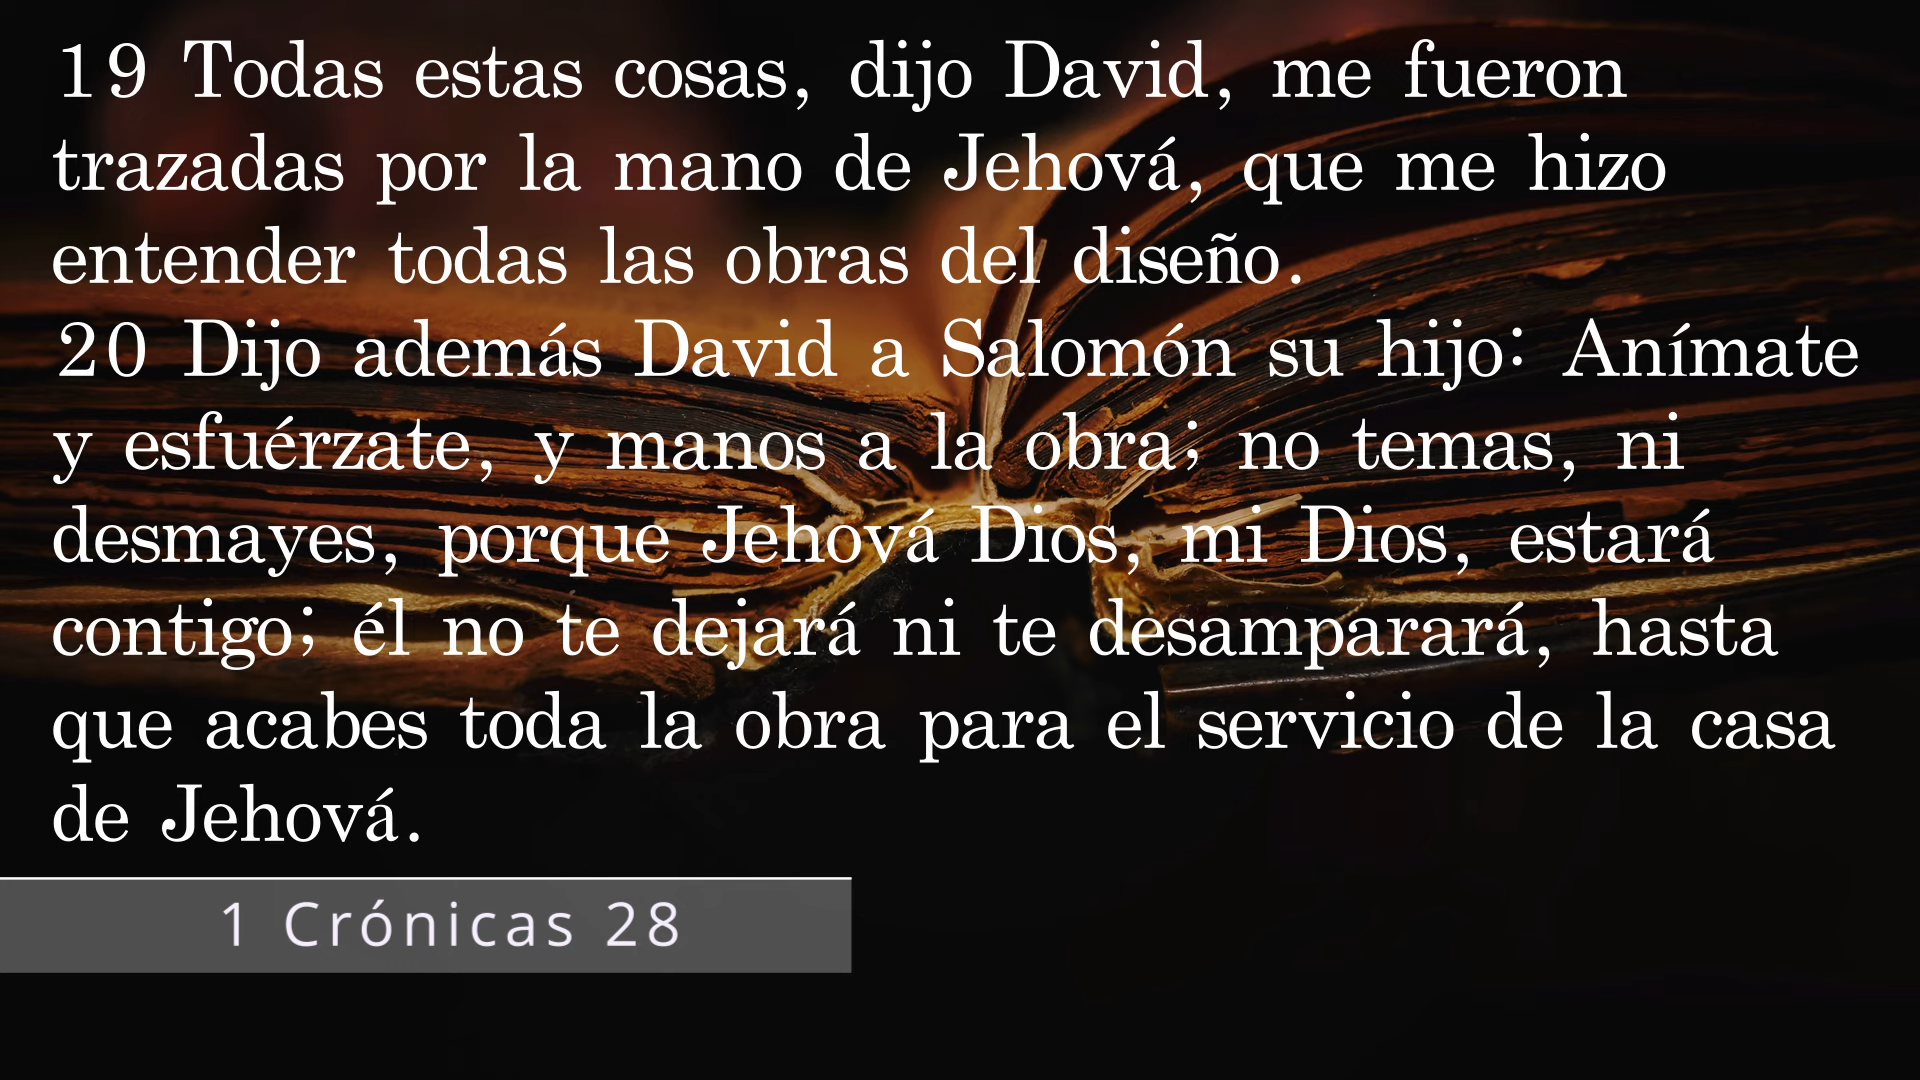 19 Todas estas cosas, dijo David, me fueron
trazadas por la mano de Jehová, que me hizo
entender todas las obras del diseño.
20 Dijo además David a Salomón su hijo: Anímate
y esfuérzate, y manos a la obra; no temas, ni
desmayes, porque Jehová Dios, mi Dios, estará
contigo; él no te dejará ni te desamparará, hasta
que acabes toda la obra para el servicio de la casa
de Jehová.
1 Crónicas 28